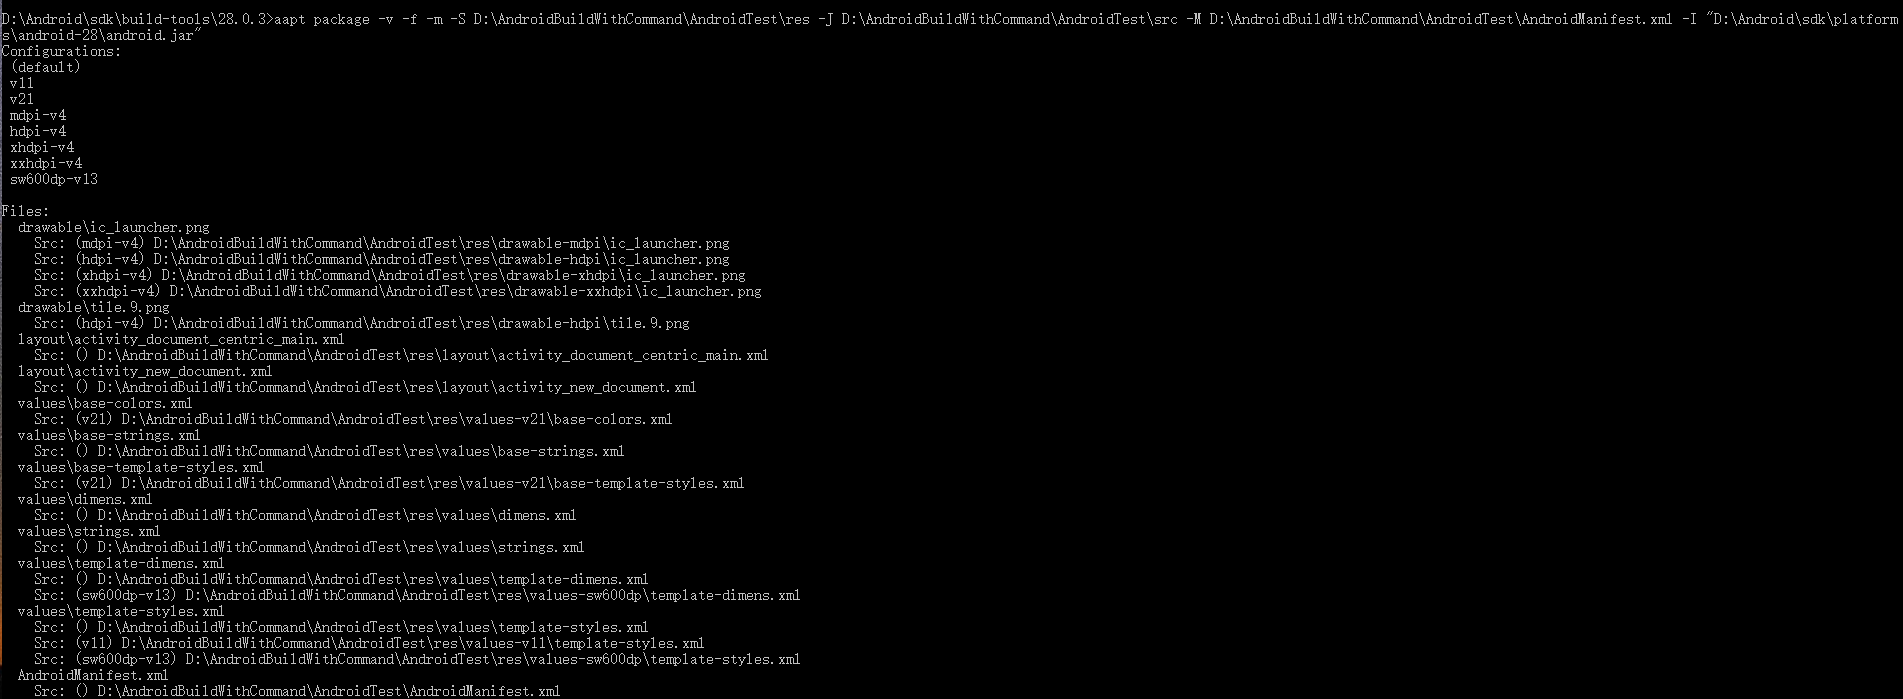 D:\Android\sdk\build-tools\28.0.3>aapt package -v -f -m -S D:\AndroidBuildWithCommand\AndroidTest\res -J D:\AndroidBuildWithCommand\AndroidTest\src -M D:\AndroidBuildWithCommand\AndroidTest\AndroidManifest.xml -I "D:\Android\sdk\platform
s\android-28\android.jar"
Configurations:
 (default)
 v11
 v21
 mdpi-v4
 hdpi-v4
 xhdpi-v4
 xxhdpi-v4
 sw600dp-v13

Files:
  drawable\ic_launcher.png
    Src: (mdpi-v4) D:\AndroidBuildWithCommand\AndroidTest\res\drawable-mdpi\ic_launcher.png
    Src: (hdpi-v4) D:\AndroidBuildWithCommand\AndroidTest\res\drawable-hdpi\ic_launcher.png
    Src: (xhdpi-v4) D:\AndroidBuildWithCommand\AndroidTest\res\drawable-xhdpi\ic_launcher.png
    Src: (xxhdpi-v4) D:\AndroidBuildWithCommand\AndroidTest\res\drawable-xxhdpi\ic_launcher.png
  drawable\tile.9.png
    Src: (hdpi-v4) D:\AndroidBuildWithCommand\AndroidTest\res\drawable-hdpi\tile.9.png
  layout\activity_document_centric_main.xml
    Src: () D:\AndroidBuildWithCommand\AndroidTest\res\layout\activity_document_centric_main.xml
  layout\activity_new_document.xml
    Src: () D:\AndroidBuildWithCommand\AndroidTest\res\layout\activity_new_document.xml
  values\base-colors.xml
    Src: (v21) D:\AndroidBuildWithCommand\AndroidTest\res\values-v21\base-colors.xml
  values\base-strings.xml
    Src: () D:\AndroidBuildWithCommand\AndroidTest\res\values\base-strings.xml
  values\base-template-styles.xml
    Src: (v21) D:\AndroidBuildWithCommand\AndroidTest\res\values-v21\base-template-styles.xml
  values\dimens.xml
    Src: () D:\AndroidBuildWithCommand\AndroidTest\res\values\dimens.xml
  values\strings.xml
    Src: () D:\AndroidBuildWithCommand\AndroidTest\res\values\strings.xml
  values\template-dimens.xml
    Src: () D:\AndroidBuildWithCommand\AndroidTest\res\values\template-dimens.xml
    Src: (sw600dp-v13) D:\AndroidBuildWithCommand\AndroidTest\res\values-sw600dp\template-dimens.xml
  values\template-styles.xml
    Src: () D:\AndroidBuildWithCommand\AndroidTest\res\values\template-styles.xml
    Src: (v11) D:\AndroidBuildWithCommand\AndroidTest\res\values-v11\template-styles.xml
    Src: (sw600dp-v13) D:\AndroidBuildWithCommand\AndroidTest\res\values-sw600dp\template-styles.xml
  AndroidManifest.xml
    Src: () D:\AndroidBuildWithCommand\AndroidTest\AndroidManifest.xml